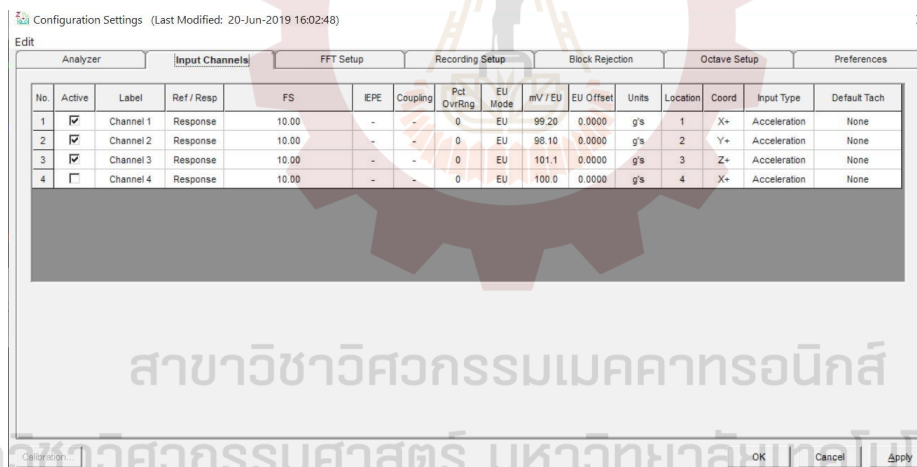 Configuration Settings (Last Modified: 20-Jun-2019 16:02:48)
Edit
Analyzer Input Channels FFT Setup Recording Setup Block Rejection Octave Setup Preferences
No. Active Label Ref / Resp FS IEPE Coupling Pct OvrRng EU Mode mV / EU EU Offset Units Location Coord Input Type Default Tach
1 Channel 1 Response 10.00 - - 0 EU 99.20 0.0000 g's 1 X+ Acceleration None
2 Channel 2 Response 10.00 - - 0 EU 98.10 0.0000 g's 2 Y+ Acceleration None
3 Channel 3 Response 10.00 - - 0 EU 101.1 0.0000 g's 3 Z+ Acceleration None
4 Channel 4 Response 10.00 - - 0 EU 100.0 0.0000 g's 4 X+ Acceleration None
สาขาวิชาวิศวกรรมเมคคาทรอนิกส์
Calibration... OK Cancel Apply